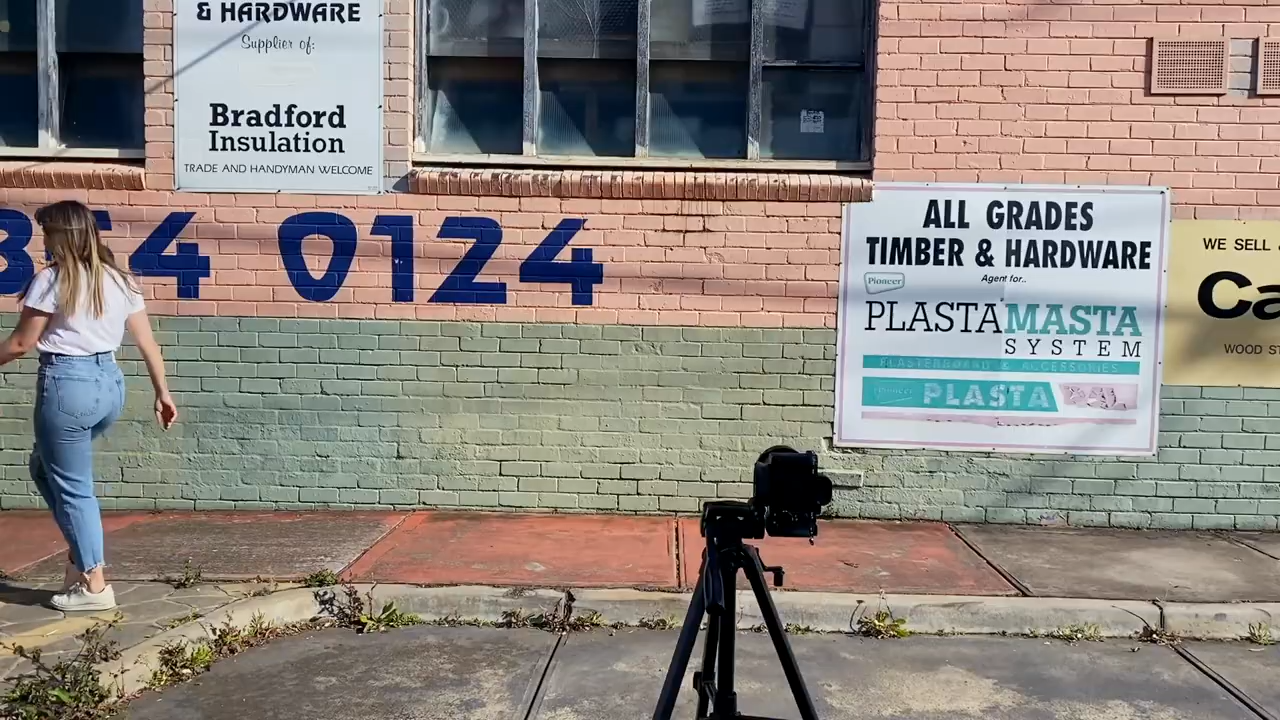 & HARDWARE
Supplier of:
Bradford
Insulation
TRADE AND HANDYMAN WELCOME
854 0124
ALL GRADES
TIMBER & HARDWARE
Agent for..
Pioneer
PLASTAMASTA
SYSTEM
PLASTERBOARD & ACCESSORIES
Pioneer PLASTA
WE SELL
Ca
WOOD ST